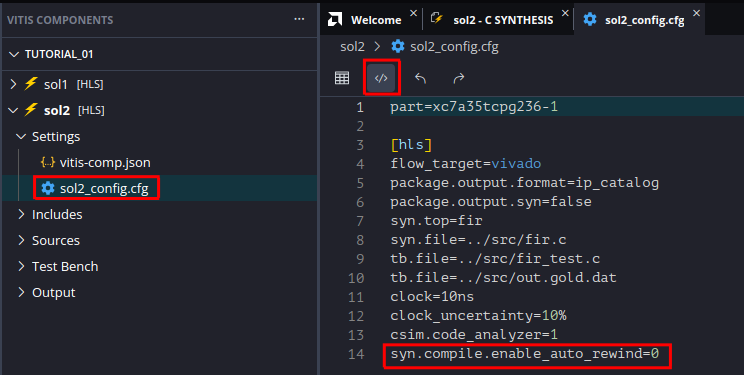 VITIS COMPONENTS
···
TUTORIAL_01
sol1 [HLS]
sol2 [HLS]
Settings
{..} vitis-comp.json
sol2_config.cfg
Includes
Sources
Test Bench
Output
Welcome
sol2 - C SYNTHESIS
sol2_config.cfg
sol2 > sol2_config.cfg
</>
1 part=xc7a35tcpg236-1
2
3 [hls]
4 flow_target=vivado
5 package.output.format=ip_catalog
6 package.output.syn=false
7 syn.top=fir
8 syn.file=../src/fir.c
9 tb.file=../src/fir_test.c
10 tb.file=../src/out.gold.dat
11 clock=10ns
12 clock_uncertainty=10%
13 csim.code_analyzer=1
14 syn.compile.enable_auto_rewind=0